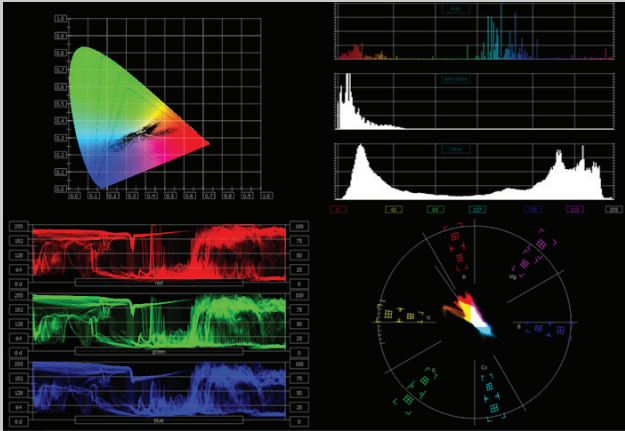 1.0
0.9
0.8
0.7
0.6
0.5
0.4
0.3
0.2
0.1
0.0
0.0 0.1 0.2 0.3 0.4 0.5 0.6 0.7 0.8 0.9 1.0
Hue
Saturation
Value
0 42 85 127 170 212 255
255 100
192 75
128 50
64 25
0 d 0
red
255 100
192 75
128 50
64 25
0 d 0
green
255 100
192 75
128 50
64 25
0 d 0
blue
R
Mg
B
Cy
G